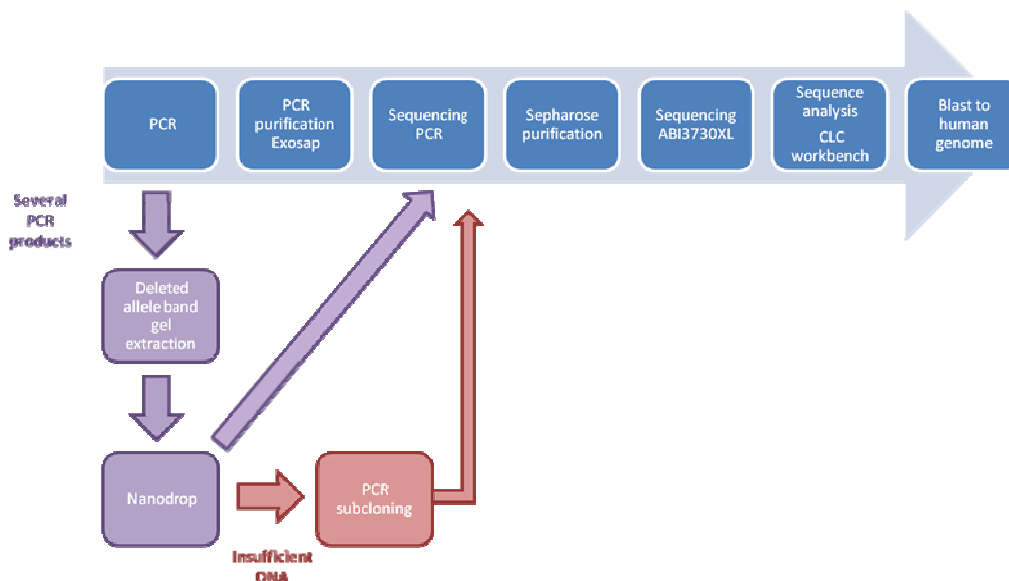 PCR
PCR
purification
Exosap
Sequencing
PCR
Sepharose
purification
Sequencing
ABI3730XL
Sequence
analysis
CLC
workbench
Blast to
human
genome
Several
PCR
products
Deleted
allele band
gel
extraction
Nanodrop
PCR
subcloning
Insufficient
DNA